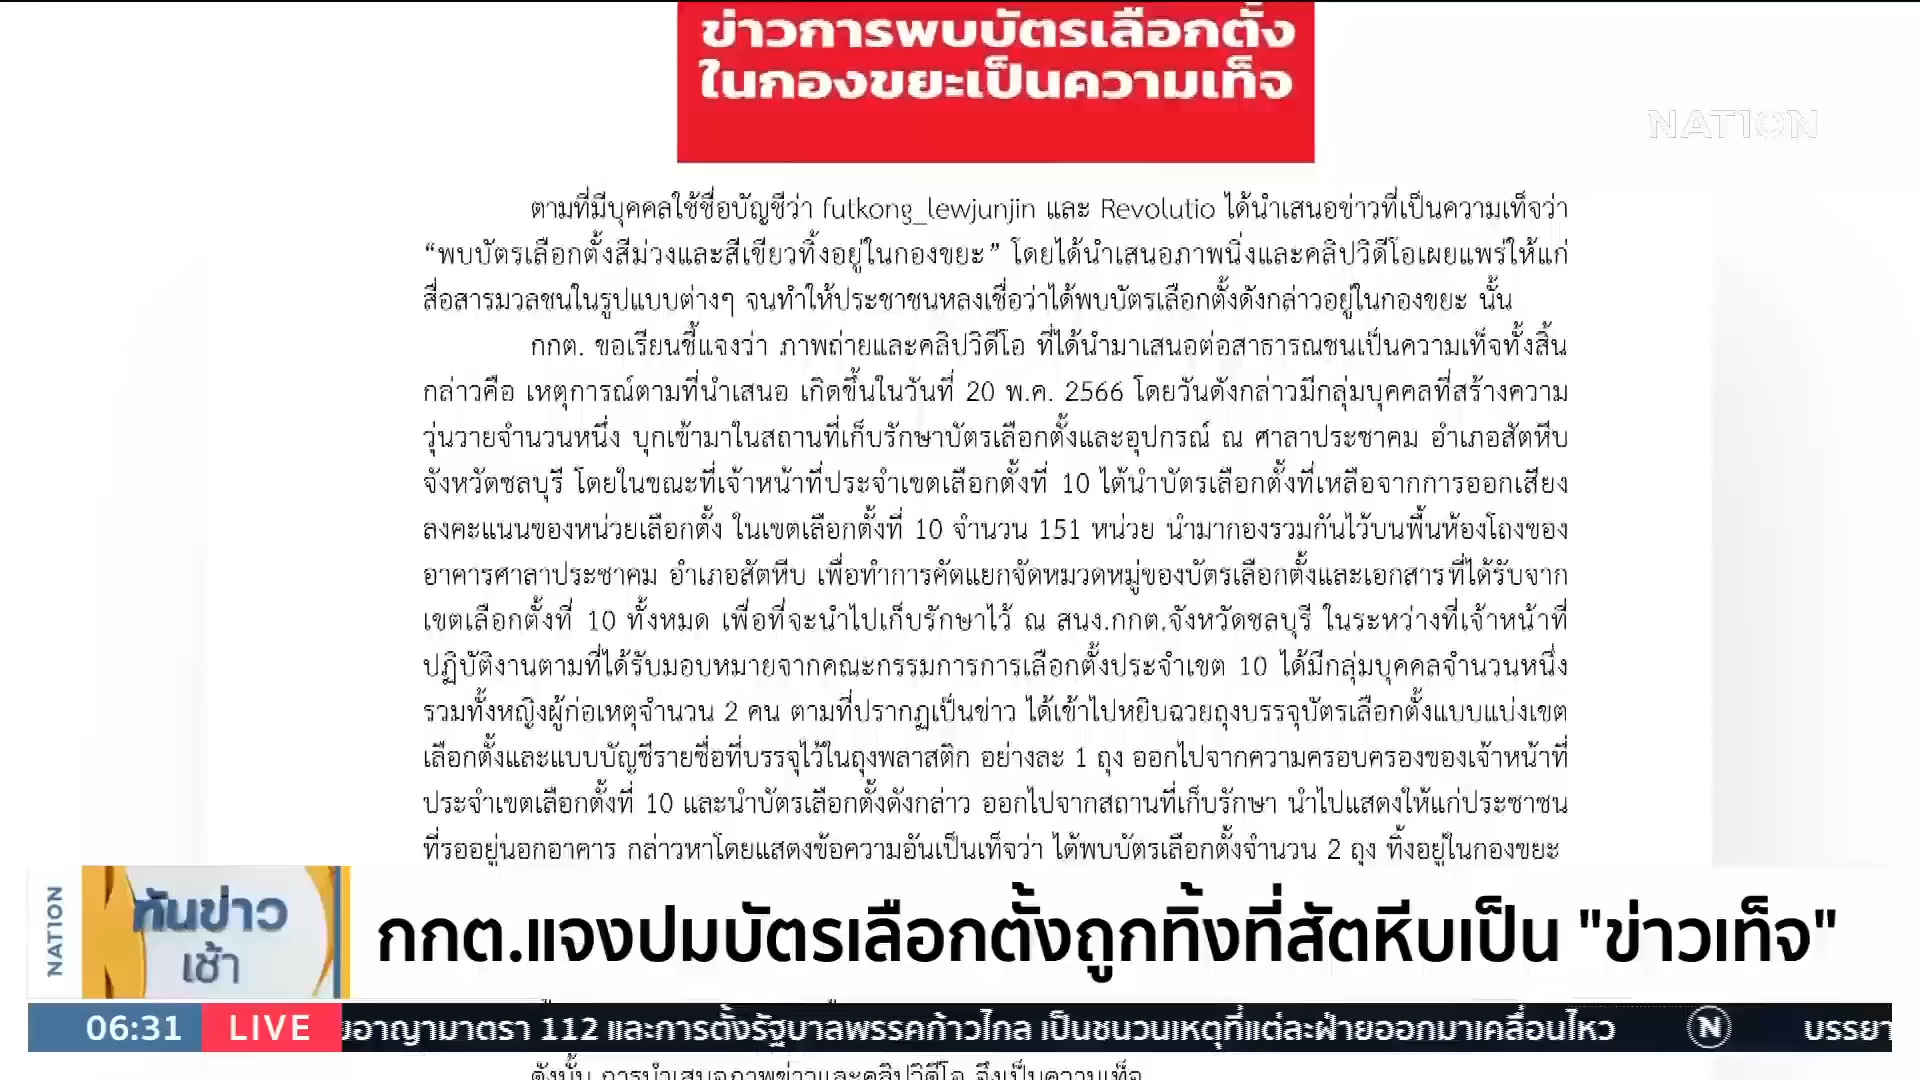 ข่าวการพบบัตรเลือกตั้ง
ในกองขยะเป็นความเท็จ
NATION
ตามที่มีบุคคลใช้ชื่อบัญชีว่า futkong_lewjunjin และ Revolutio ได้นำเสนอข่าวที่เป็นความเท็จว่า
“พบบัตรเลือกตั้งสีม่วงและสีเขียวทิ้งอยู่ในกองขยะ” โดยได้นำเสนอภาพนิ่งและคลิปวิดีโอเผยแพร่ให้แก่
สื่อสารมวลชนในรูปแบบต่างๆ จนทำให้ประชาชนหลงเชื่อว่าได้พบบัตรเลือกตั้งดังกล่าวอยู่ในกองขยะ นั้น
กกต. ขอเรียนชี้แจงว่า ภาพถ่ายและคลิปวิดีโอ ที่ได้นำมาเสนอต่อสาธารณชนเป็นความเท็จทั้งสิ้น
กล่าวคือ เหตุการณ์ตามที่นำเสนอ เกิดขึ้นในวันที่ 20 พ.ค. 2566 โดยวันดังกล่าวมีกลุ่มบุคคลที่สร้างความ
วุ่นวายจำนวนหนึ่ง บุกเข้ามาในสถานที่เก็บรักษาบัตรเลือกตั้งและอุปกรณ์ ณ ศาลาประชาคม อำเภอสัตหีบ
จังหวัดชลบุรี โดยในขณะที่เจ้าหน้าที่ประจำเขตเลือกตั้งที่ 10 ได้นำบัตรเลือกตั้งที่เหลือจากการออกเสียง
ลงคะแนนของหน่วยเลือกตั้ง ในเขตเลือกตั้งที่ 10 จำนวน 151 หน่วย นำมากองรวมกันไว้บนพื้นห้องโถงของ
อาคารศาลาประชาคม อำเภอสัตหีบ เพื่อทำการคัดแยกจัดหมวดหมู่ของบัตรเลือกตั้งและเอกสารที่ได้รับจาก
เขตเลือกตั้งที่ 10 ทั้งหมด เพื่อที่จะนำไปเก็บรักษาไว้ ณ สนง.กกต.จังหวัดชลบุรี ในระหว่างที่เจ้าหน้าที่
ปฏิบัติงานตามที่ได้รับมอบหมายจากคณะกรรมการการเลือกตั้งประจำเขต 10 ได้มีกลุ่มบุคคลจำนวนหนึ่ง
รวมทั้งหญิงผู้ก่อเหตุจำนวน 2 คน ตามที่ปรากฏเป็นข่าว ได้เข้าไปหยิบฉวยถุงบรรจุบัตรเลือกตั้งแบบแบ่งเขต
เลือกตั้งและแบบบัญชีรายชื่อที่บรรจุไว้ในถุงพลาสติก อย่างละ 1 ถุง ออกไปจากความครอบครองของเจ้าหน้าที่
ประจำเขตเลือกตั้งที่ 10 และนำบัตรเลือกตั้งดังกล่าว ออกไปจากสถานที่เก็บรักษา นำไปแสดงให้แก่ประชาชน
ที่รออยู่นอกอาคาร กล่าวหาโดยแสดงข้อความอันเป็นเท็จว่า ได้พบบัตรเลือกตั้งจำนวน 2 ถุง ทิ้งอยู่ในกองขยะ
NATION
ทันข่าว
เช้า
กกต.แจงปมบัตรเลือกตั้งถูกทิ้งที่สัตหีบเป็น "ข่าวเท็จ"
06:31 LIVE ยอาญามาตรา 112 และการตั้งรัฐบาลพรรคก้าวไกล เป็นชนวนเหตุที่แต่ละฝ่ายออกมาเคลื่อนไหว N บรรยา
ดังนั้น การนำเสนอภาพข่าวและคลิปวิดีโอ จึงเป็นความเท็จ